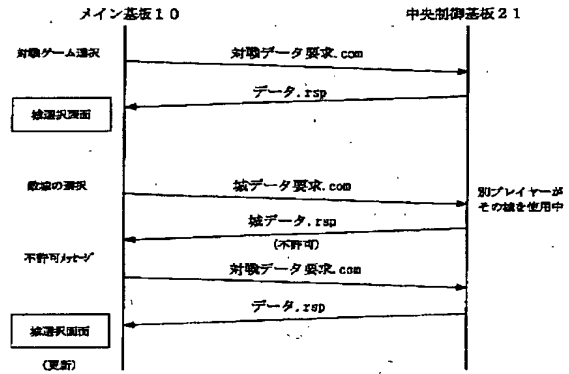 メイン基板10
中央制御基板21
対戦ゲーム選択
対戦データ要求.com
データ.rsp
城選択画面
敵城の選択
城データ要求.com
別プレイヤーが
その城を使用中
城データ.rsp
(不許可)
不許可メッセージ
対戦データ要求.com
データ.rsp
城選択画面
(更新)